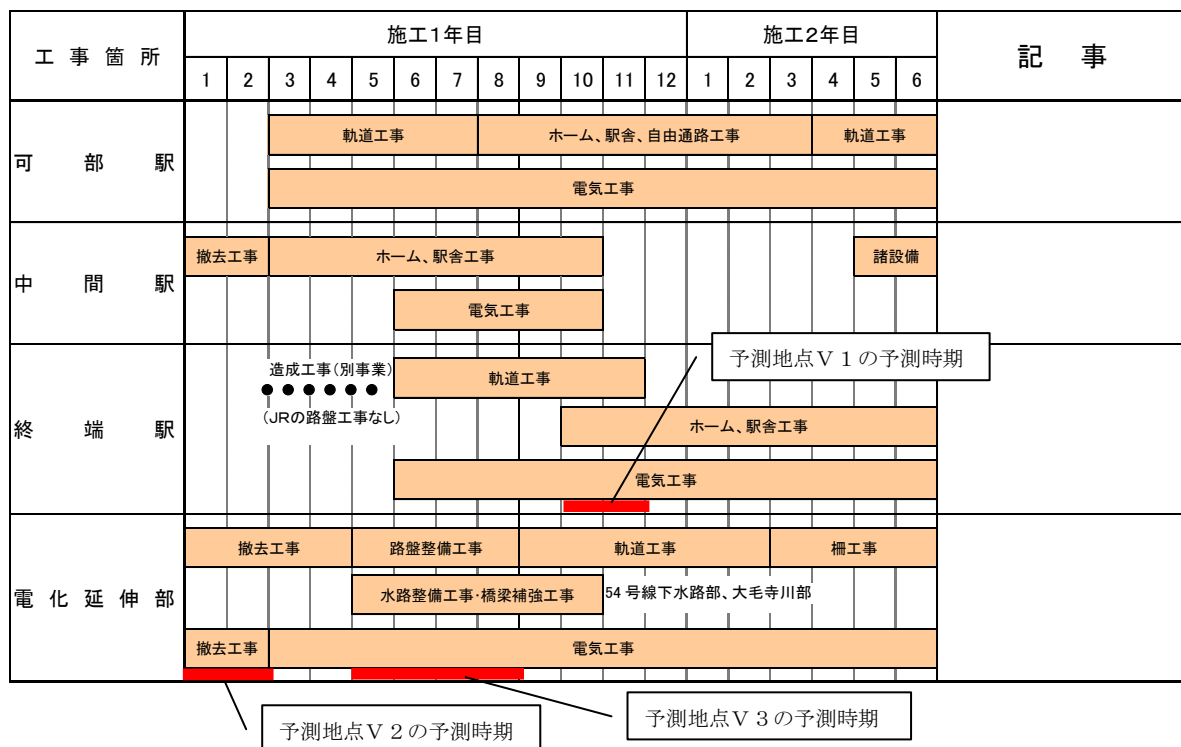 工事箇所
施工1年目
施工2年目
記事
1 2 3 4 5 6 7 8 9 10 11 12 1 2 3 4 5 6
可部駅
軌道工事
ホーム、駅舎、自由通路工事
軌道工事
電気工事
中間駅
撤去工事
ホーム、駅舎工事
諸設備
電気工事
予測地点V1の予測時期
終端駅
造成工事(別事業)
軌道工事
(JRの路盤工事なし)
ホーム、駅舎工事
電気工事
電化延伸部
撤去工事
路盤整備工事
軌道工事
柵工事
水路整備工事・橋梁補強工事
54号線下水路部、大毛寺川部
撤去工事
電気工事
予測地点V2の予測時期
予測地点V3の予測時期